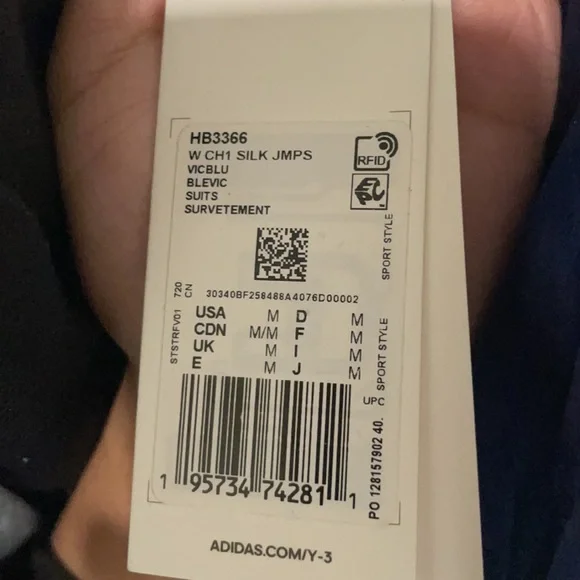 HB3366
W CH1 SILK JMPS
VICBLU
BLEVIC
SUITS
SURVETEMENT
RFID
SPORT STYLE
30340BF258488A4076D00002
STSTRFV01 720
CN
USA M D M
CDN M/M F M
UK M I M
E M J M
SPORT STYLE
UPC
PO 128157902 40.
1 95734 74281 1
ADIDAS.COM/Y-3